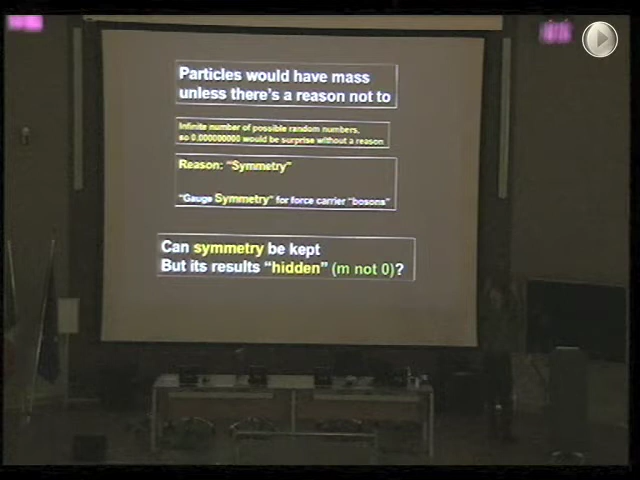 Particles would have mass
unless there's a reason not to
Infinite number of possible random numbers,
so 0.000000000 would be surprise without a reason
Reason: "Symmetry"
"Gauge Symmetry" for force carrier "bosons"
Can symmetry be kept
But its results "hidden" (m not 0)?